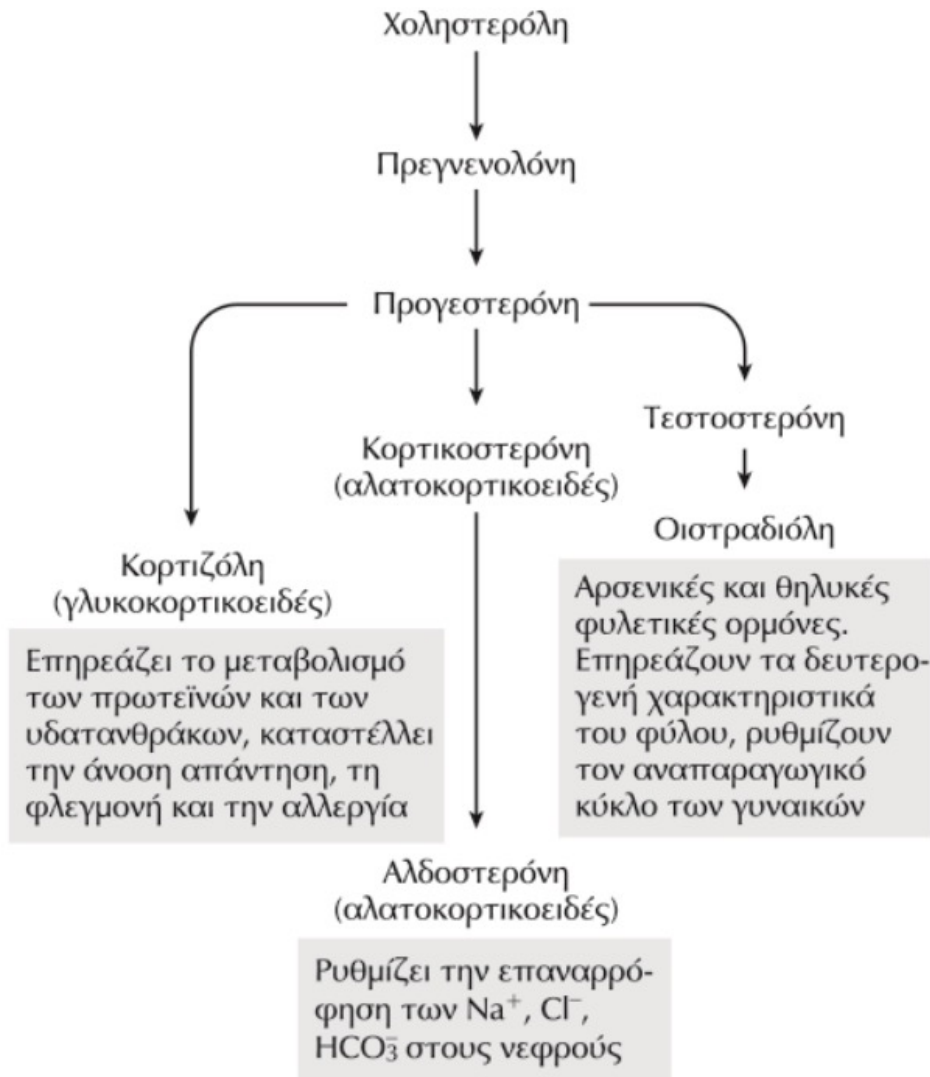 Χοληστερόλη
Πρεγνενολόνη
Προγεστερόνη
Κορτιζόλη
(γλυκοκορτικοειδές)
Επηρεάζει το μεταβολισμό
των πρωτεϊνών και των
υδατανθράκων, καταστέλλει
την άνοση απάντηση, τη
φλεγμονή και την αλλεργία
Κορτικοστερόνη
(αλατοκορτικοειδές)
Αλδοστερόνη
(αλατοκορτικοειδές)
Ρυθμίζει την επαναρρό-
φηση των Na⁺, Cl⁻,
HCO₃⁻ στους νεφρούς
Τεστοστερόνη
Οιστραδιόλη
Αρσενικές και θηλυκές
φυλετικές ορμόνες.
Επηρεάζουν τα δευτερο-
γενή χαρακτηριστικά
του φύλου, ρυθμίζουν
τον αναπαραγωγικό
κύκλο των γυναικών